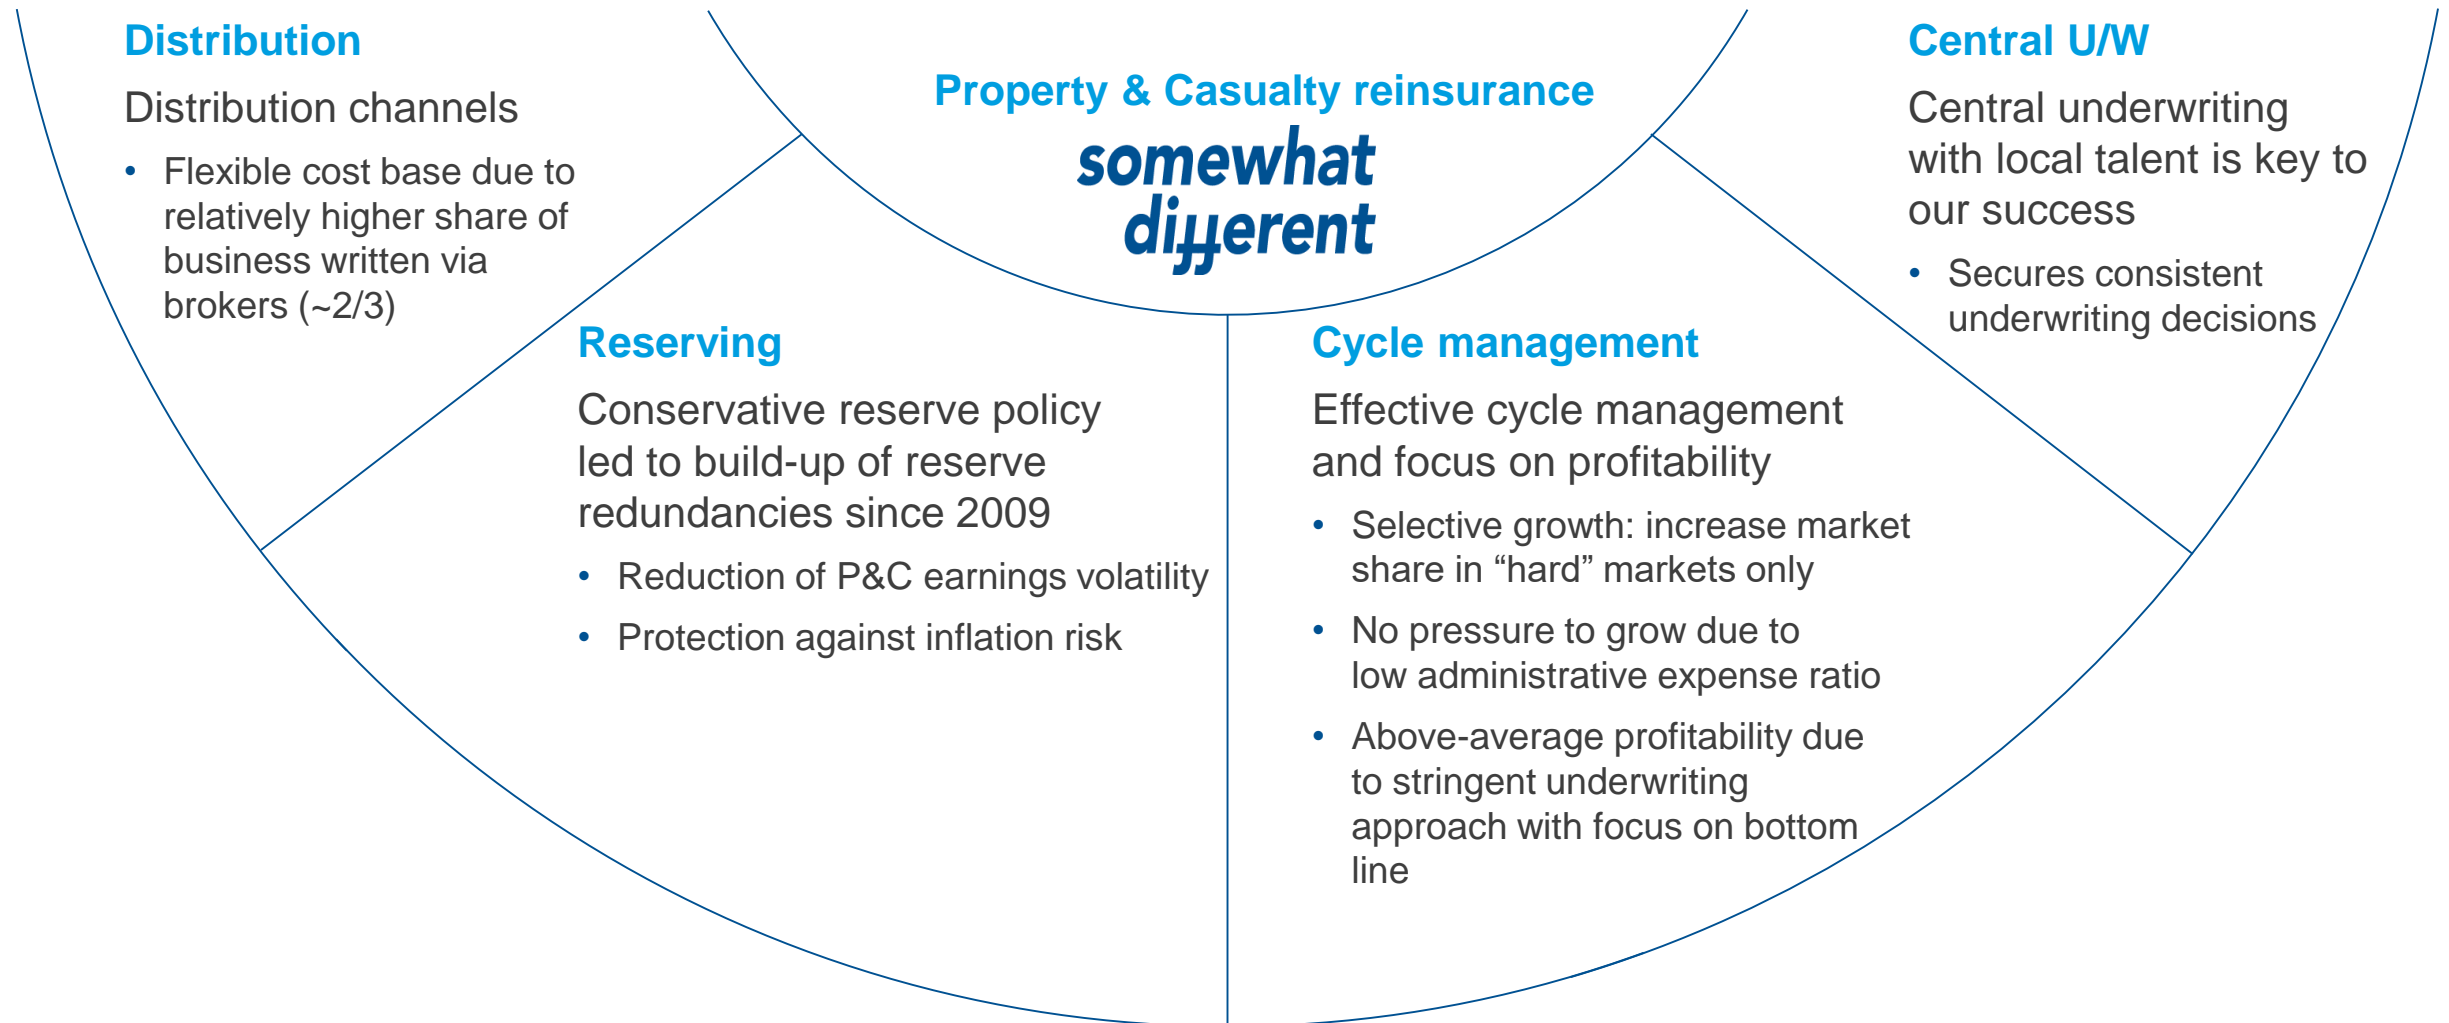 Distribution
Distribution channels
• Flexible cost base due to
relatively higher share of
business written via
brokers (~2/3)
Property & Casualty reinsurance
somewhat
different
Central U/W
Central underwriting
with local talent is key to
our success
• Secures consistent
underwriting decisions
Reserving
Conservative reserve policy
led to build-up of reserve
redundancies since 2009
• Reduction of P&C earnings volatility
• Protection against inflation risk
Cycle management
Effective cycle management
and focus on profitability
• Selective growth: increase market
share in “hard” markets only
• No pressure to grow due to
low administrative expense ratio
• Above-average profitability due
to stringent underwriting
approach with focus on bottom
line